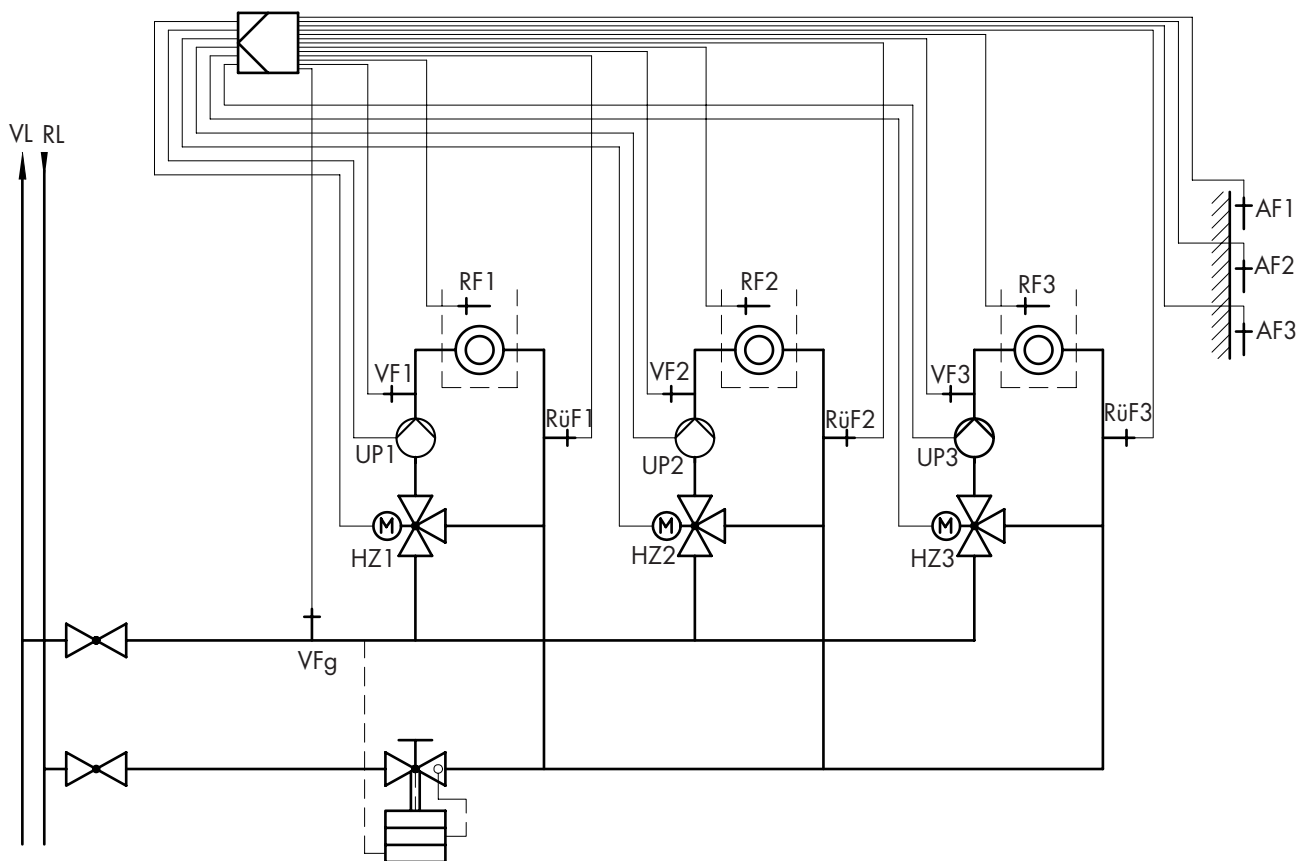 VL RL
AF1
AF2
AF3
RF1 RF2 RF3
VF1 VF2 VF3
RüF1 RüF2 RüF3
UP1 UP2 UP3
M M M
HZ1 HZ2 HZ3
VFg